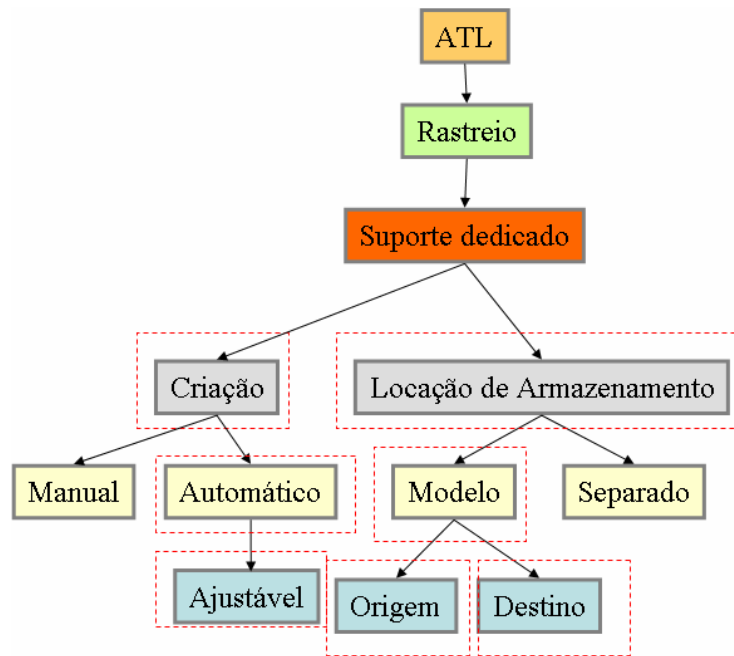 ATL
Rastreio
Suporte dedicado
Criação
Locação de Armazenamento
Manual
Automático
Modelo
Separado
Ajustável
Origem
Destino